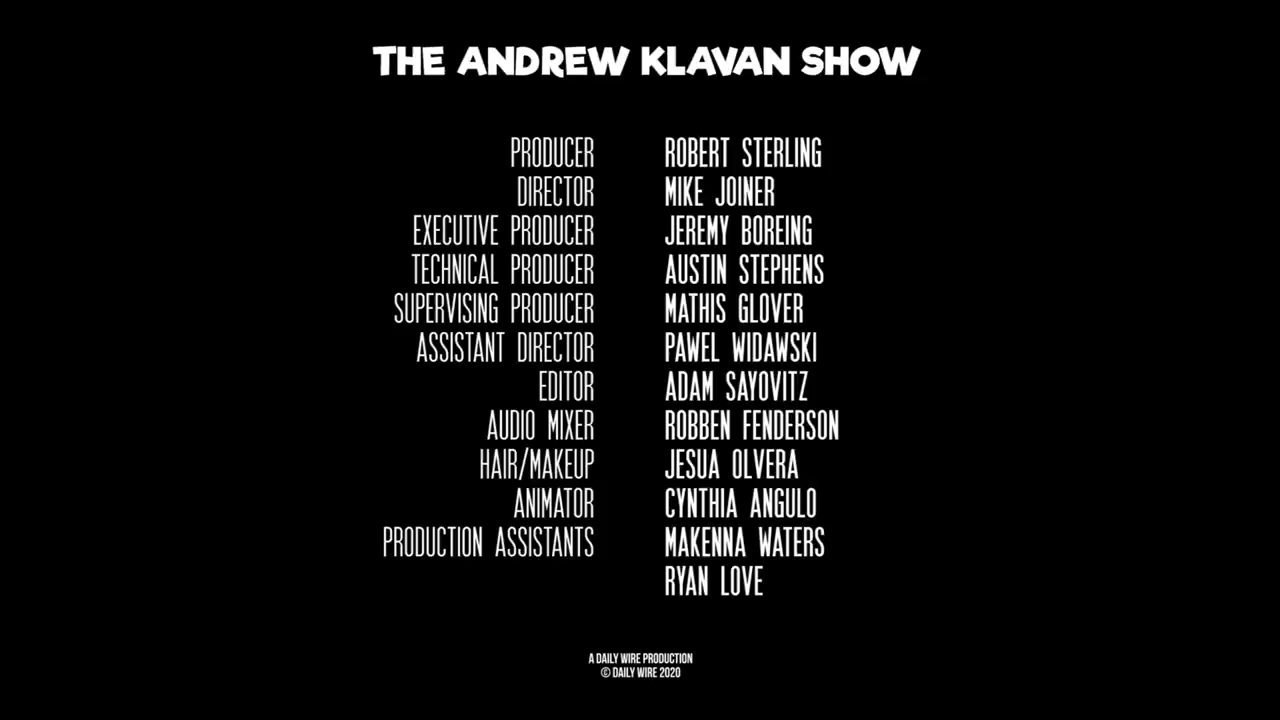 THE ANDREW KLAVAN SHOW
PRODUCER ROBERT STERLING
DIRECTOR MIKE JOINER
EXECUTIVE PRODUCER JEREMY BOREING
TECHNICAL PRODUCER AUSTIN STEPHENS
SUPERVISING PRODUCER MATHIS GLOVER
ASSISTANT DIRECTOR PAWEL WIDAWSKI
EDITOR ADAM SAYOVITZ
AUDIO MIXER ROBBEN FENDERSON
HAIR/MAKEUP JESUA OLVERA
ANIMATOR CYNTHIA ANGULO
PRODUCTION ASSISTANTS MAKENNA WATERS
RYAN LOVE
A DAILY WIRE PRODUCTION
© DAILY WIRE 2020